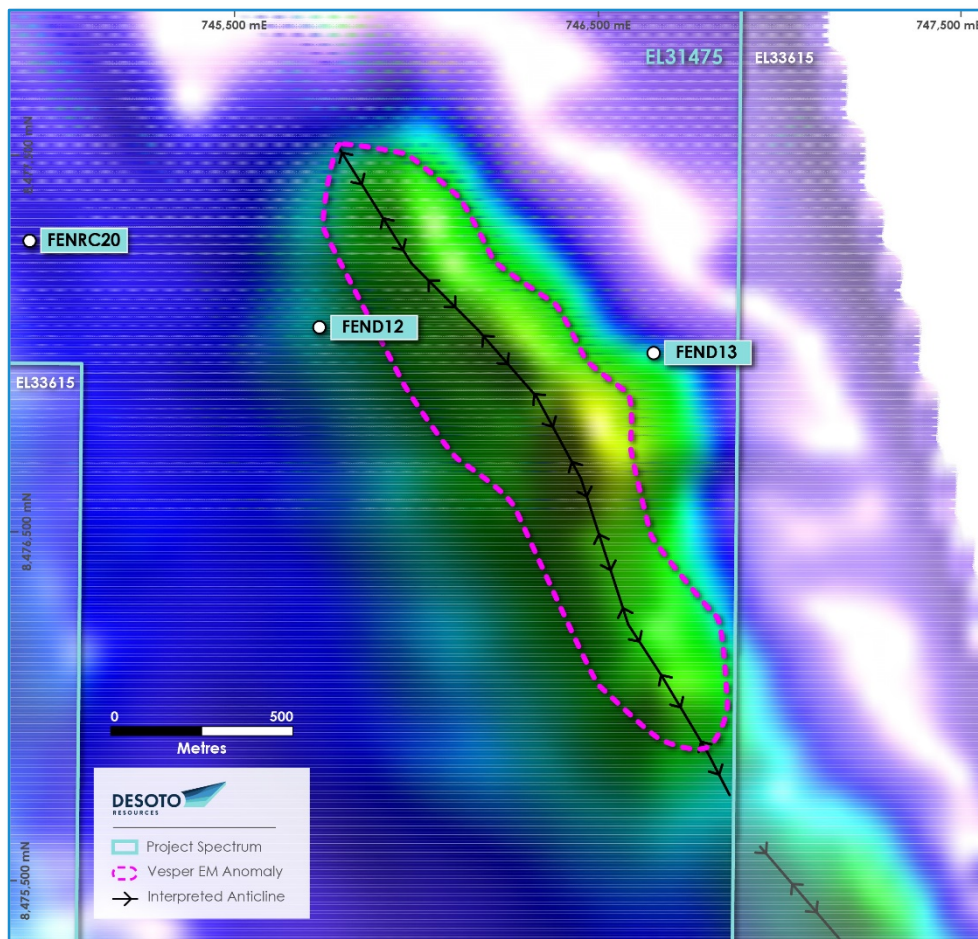 745,500 mE
746,500 mE
747,500 mE
EL31475
EL33615
FENRC20
FEND12
FEND13
EL33615
8,476,500 mN
0
500
Metres
DESOTO
RESOURCES
Project Spectrum
Vesper EM Anomaly
Interpreted Anticline
8,475,500 mN